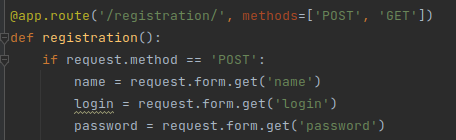 @app.route('/registration/', methods=['POST', 'GET'])
def registration():
    if request.method == 'POST':
        name = request.form.get('name')
        login = request.form.get('login')
        password = request.form.get('password')